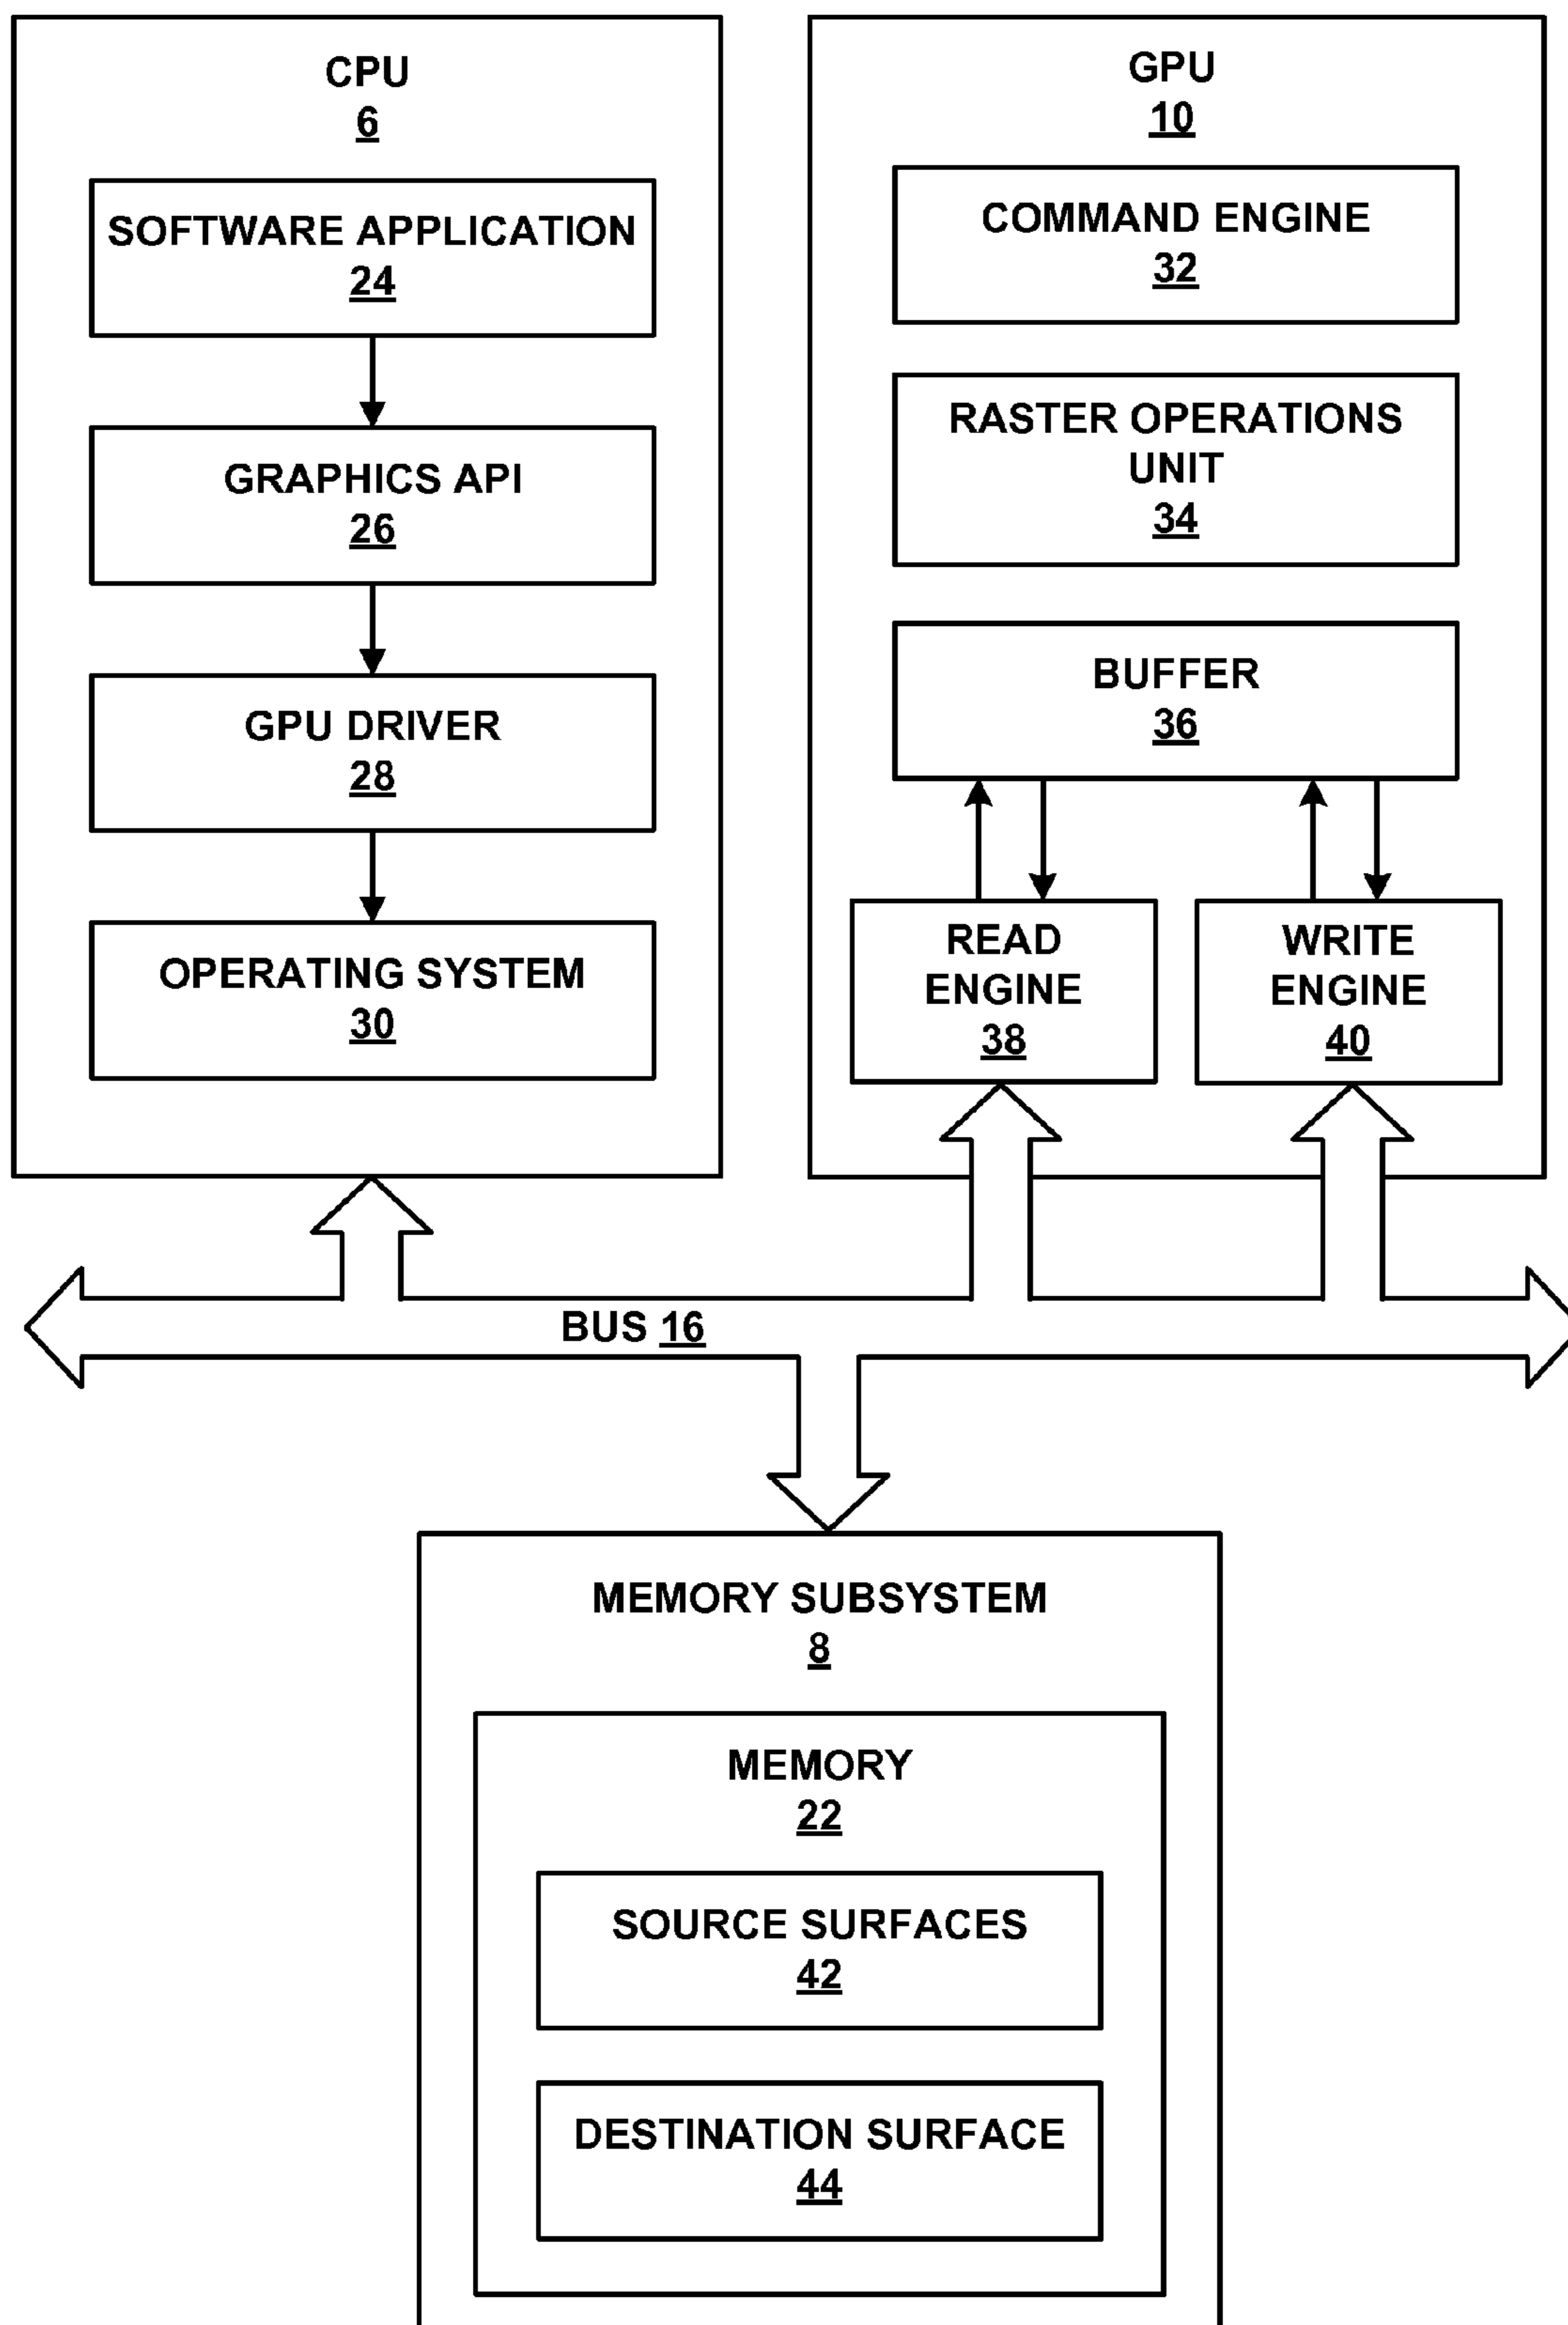 CPU
6
SOFTWARE APPLICATION
24
GRAPHICS API
26
GPU DRIVER
28
OPERATING SYSTEM
30
GPU
10
COMMAND ENGINE
32
RASTER OPERATIONS
UNIT
34
BUFFER
36
READ
ENGINE
38
WRITE
ENGINE
40
BUS 16
MEMORY SUBSYSTEM
8
MEMORY
22
SOURCE SURFACES
42
DESTINATION SURFACE
44